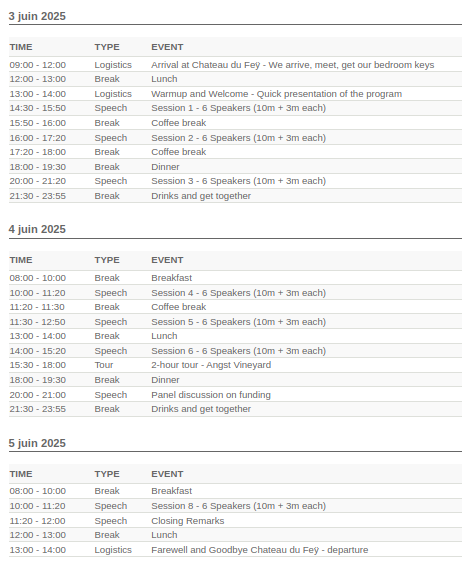 3 juin 2025
TIME TYPE EVENT
09:00 - 12:00 Logistics Arrival at Chateau du Feÿ - We arrive, meet, get our bedroom keys
12:00 - 13:00 Break Lunch
13:00 - 14:00 Logistics Warmup and Welcome - Quick presentation of the program
14:30 - 15:50 Speech Session 1 - 6 Speakers (10m + 3m each)
15:50 - 16:00 Break Coffee break
16:00 - 17:20 Speech Session 2 - 6 Speakers (10m + 3m each)
17:20 - 18:00 Break Coffee break
18:00 - 19:30 Break Dinner
20:00 - 21:20 Speech Session 3 - 6 Speakers (10m + 3m each)
21:30 - 23:55 Break Drinks and get together
4 juin 2025
TIME TYPE EVENT
08:00 - 10:00 Break Breakfast
10:00 - 11:20 Speech Session 4 - 6 Speakers (10m + 3m each)
11:20 - 11:30 Break Coffee break
11:30 - 12:50 Speech Session 5 - 6 Speakers (10m + 3m each)
13:00 - 14:00 Break Lunch
14:00 - 15:20 Speech Session 6 - 6 Speakers (10m + 3m each)
15:30 - 18:00 Tour 2-hour tour - Angst Vineyard
18:00 - 19:30 Break Dinner
20:00 - 21:00 Speech Panel discussion on funding
21:30 - 23:55 Break Drinks and get together
5 juin 2025
TIME TYPE EVENT
08:00 - 10:00 Break Breakfast
10:00 - 11:20 Speech Session 8 - 6 Speakers (10m + 3m each)
11:20 - 12:00 Speech Closing Remarks
12:00 - 13:00 Break Lunch
13:00 - 14:00 Logistics Farewell and Goodbye Chateau du Feÿ - departure